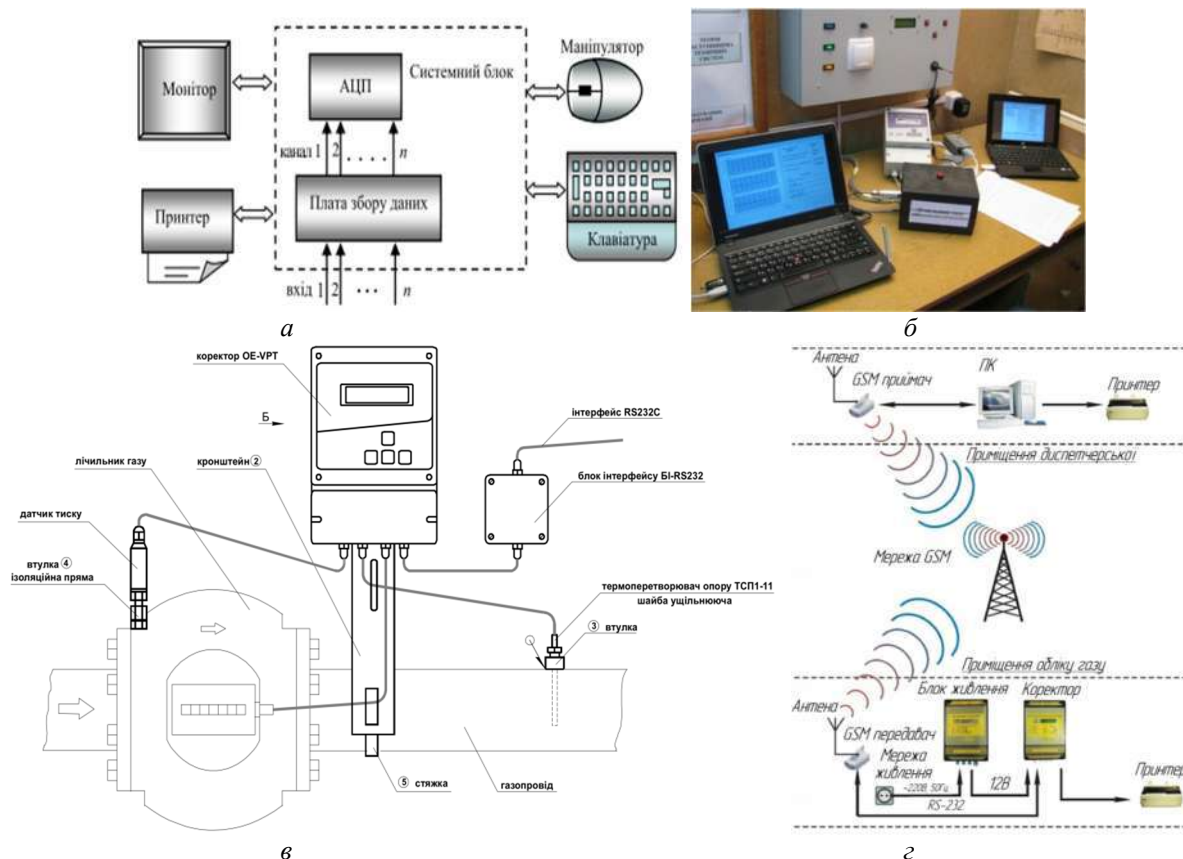 Монітор
АЦП
Системний блок
Маніпулятор
канал 1 2 .... n
Принтер
Плата збору даних
Клавіатура
вхід 1 2 ... n
а
б
коректор OE-VPT
Б
інтерфейс RS232C
лічильник газу
кронштейн 2
блок інтерфейсу БІ-RS232
датчик тиску
втулка 4
ізоляційна пряма
термоперетворювач опору ТСП1-11
шайба ущільнююча
3 втулка
5 стяжка
газопровід
в
Антена
GSM приймач
ПК
Принтер
Приміщення диспетчерської
Мережа GSM
Приміщення обліку газу
Блок живлення
Коректор
Антена
GSM передавач
Мережа
живлення
~220В, 50Гц
12В
RS-232
Принтер
г